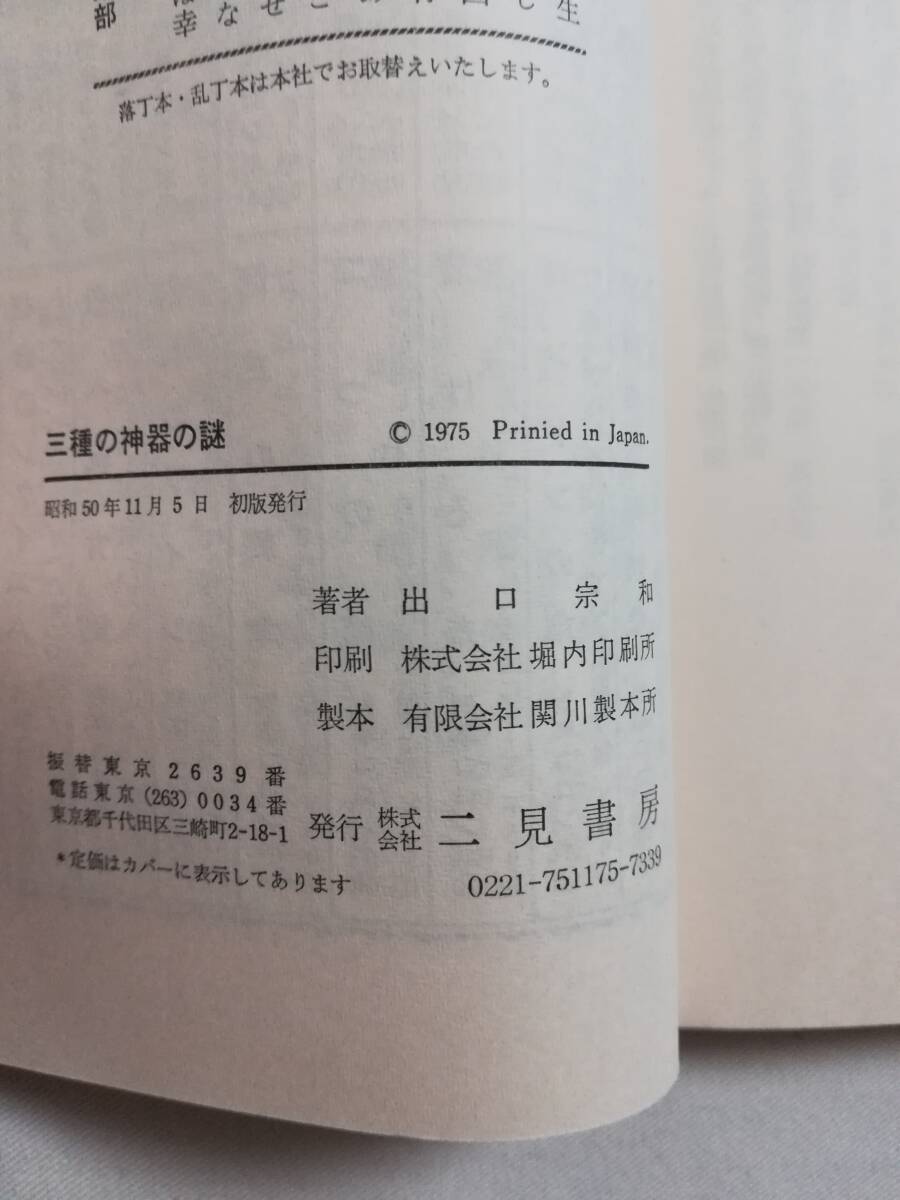 落丁本・乱丁本は本社でお取替えいたします。
三種の神器の謎
© 1975 Prinied in Japan.
昭和50年11月5日 初版発行
著者 出口宗和
印刷 株式会社 堀内印刷所
製本 有限会社 関川製本所
振替東京2639番
電話東京(263)0034番
東京都千代田区三崎町2-18-1
発行 株式会社 二見書房
*定価はカバーに表示してあります
0221-751175-7339